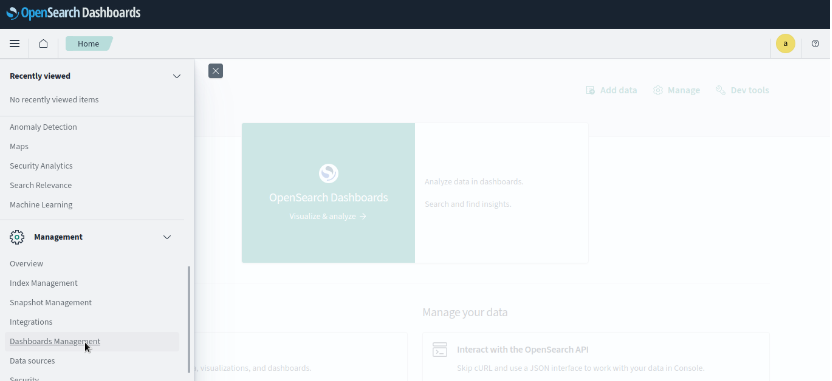 OpenSearch Dashboards
Home
a
Recently viewed
No recently viewed items
Anomaly Detection
Maps
Security Analytics
Search Relevance
Machine Learning
Management
Overview
Index Management
Snapshot Management
Integrations
Dashboards Management
Data sources
Security
Add data
Manage
Dev tools
OpenSearch Dashboards
Visualize & analyze →
Analyze data in dashboards.
Search and find insights.
Manage your data
, visualizations, and dashboards.
Interact with the OpenSearch API
Skip cURL and use a JSON interface to work with your data in Console.